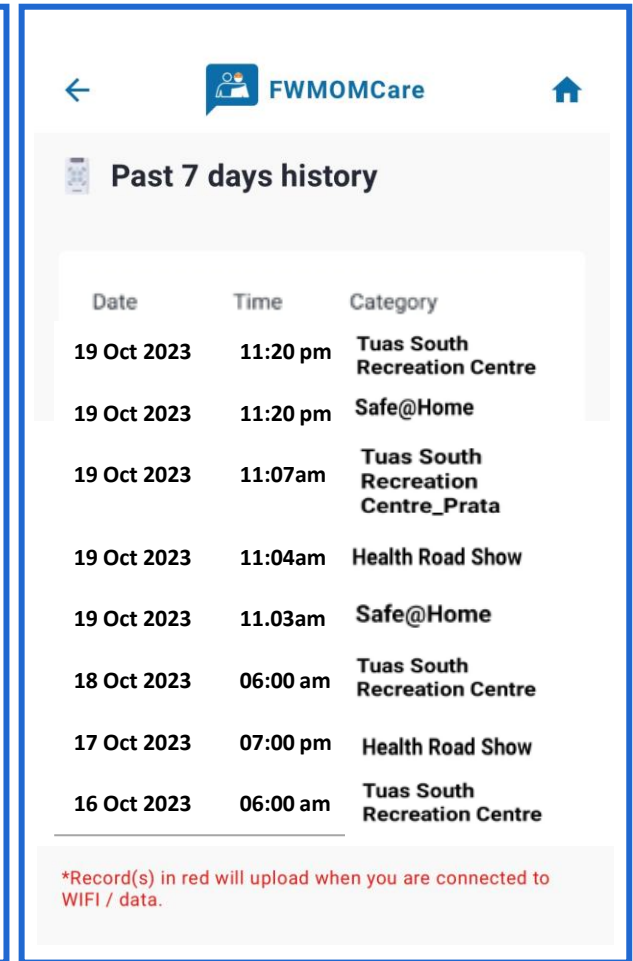 FWMOMCare
Past 7 days history
Date Time Category
19 Oct 2023 11:20 pm Tuas South
Recreation Centre
19 Oct 2023 11:20 pm Safe@Home
19 Oct 2023 11:07am Tuas South
Recreation
Centre_Prata
19 Oct 2023 11:04am Health Road Show
19 Oct 2023 11.03am Safe@Home
18 Oct 2023 06:00 am Tuas South
Recreation Centre
17 Oct 2023 07:00 pm Health Road Show
16 Oct 2023 06:00 am Tuas South
Recreation Centre
*Record(s) in red will upload when you are connected to
WIFI / data.